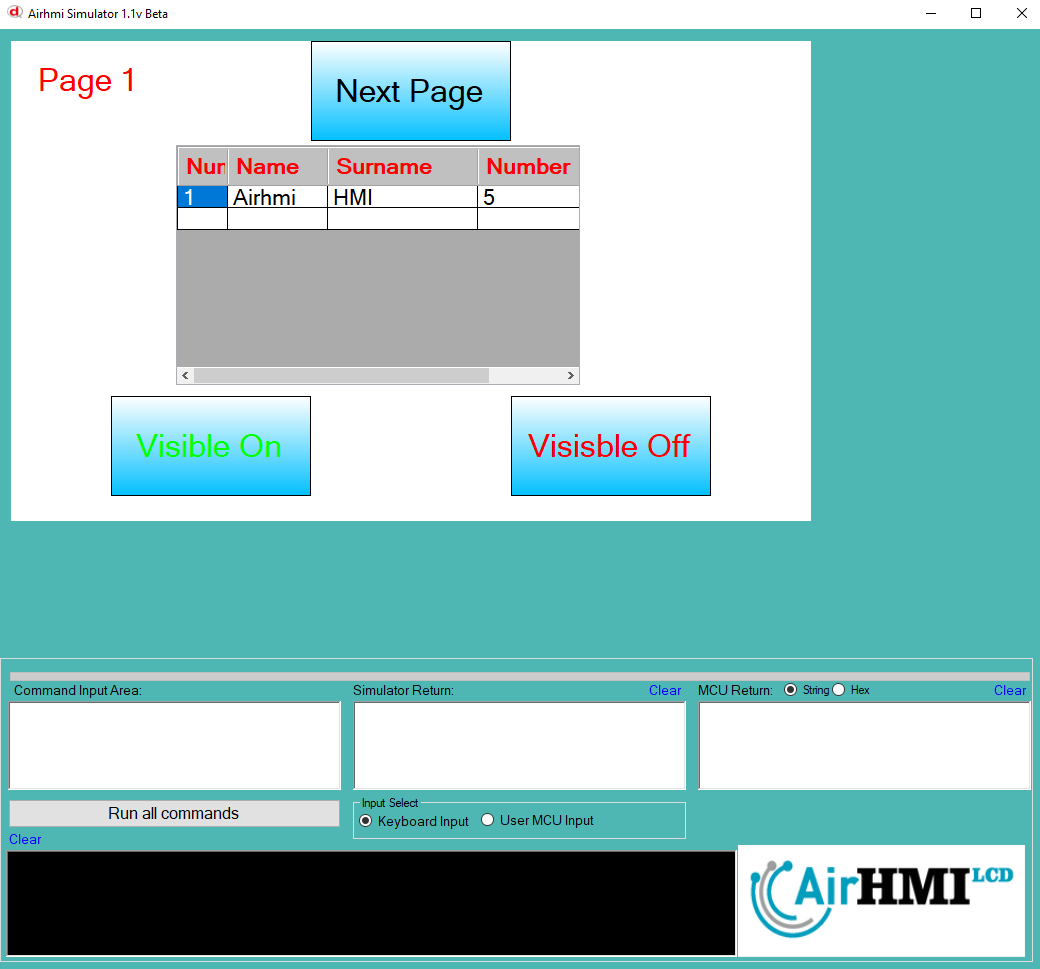 Airhmi Simulator 1.1v Beta
Page 1
Next Page
Num Name Surname Number
1 Airhmi HMI 5
Visible On
Visisble Off
Command Input Area:
Simulator Return:
Clear
MCU Return:
String
Hex
Clear
Run all commands
Input Select
Keyboard Input
User MCU Input
Clear
AirHMI LCD